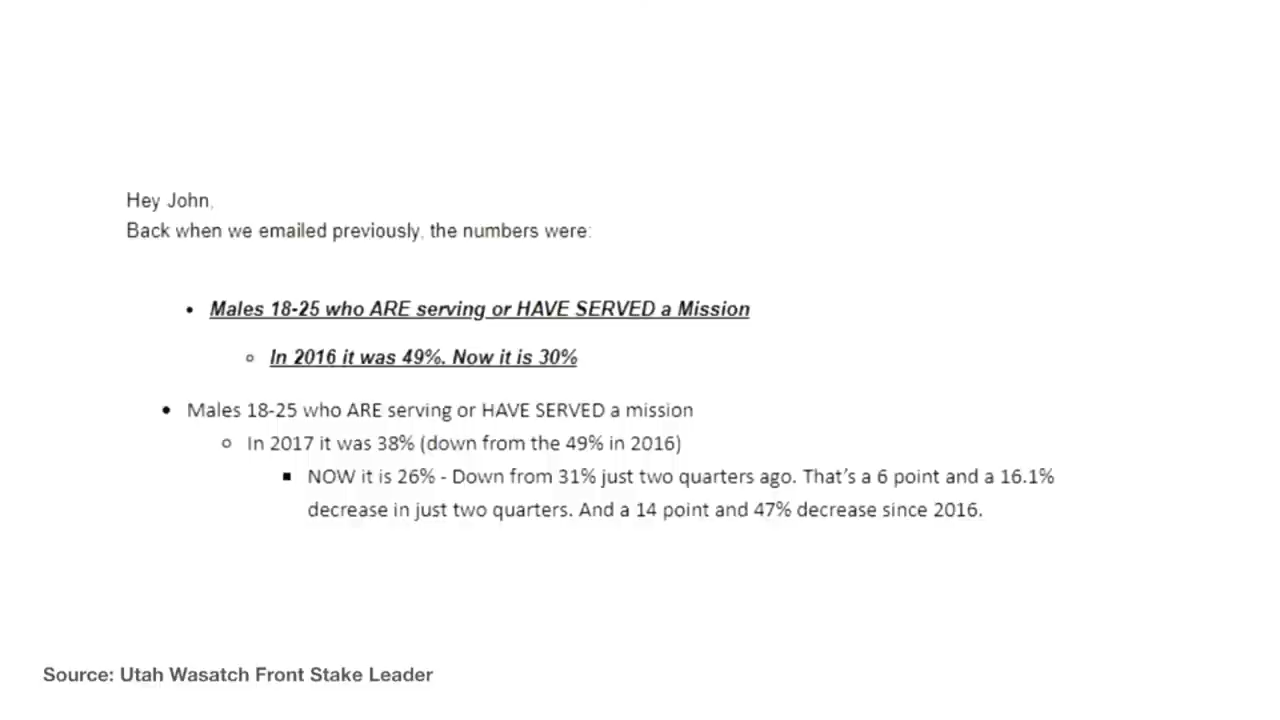 Hey John,
Back when we emailed previously, the numbers were:
• Males 18-25 who ARE serving or HAVE SERVED a Mission
○ In 2016 it was 49%. Now it is 30%
• Males 18-25 who ARE serving or HAVE SERVED a mission
○ In 2017 it was 38% (down from the 49% in 2016)
▪ NOW it is 26% - Down from 31% just two quarters ago. That's a 6 point and a 16.1%
decrease in just two quarters. And a 14 point and 47% decrease since 2016.
Source: Utah Wasatch Front Stake Leader